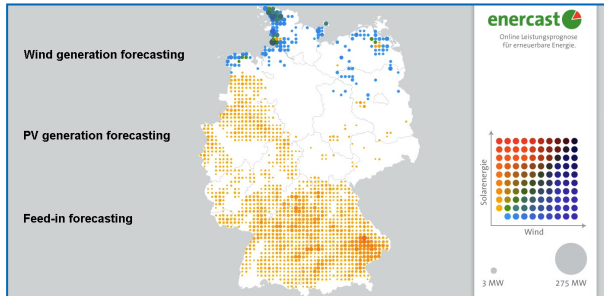 Wind generation forecasting
PV generation forecasting
Feed-in forecasting
enercast
Online Leistungsprognose
für erneuerbare Energie.
Solarenergie
Wind
3 MW
275 MW